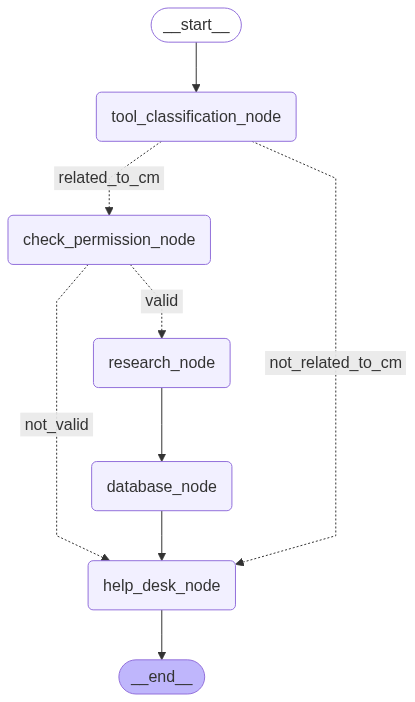 __start__
tool_classification_node
related_to_cm
check_permission_node
valid
research_node
not_related_to_cm
not_valid
database_node
help_desk_node
__end__